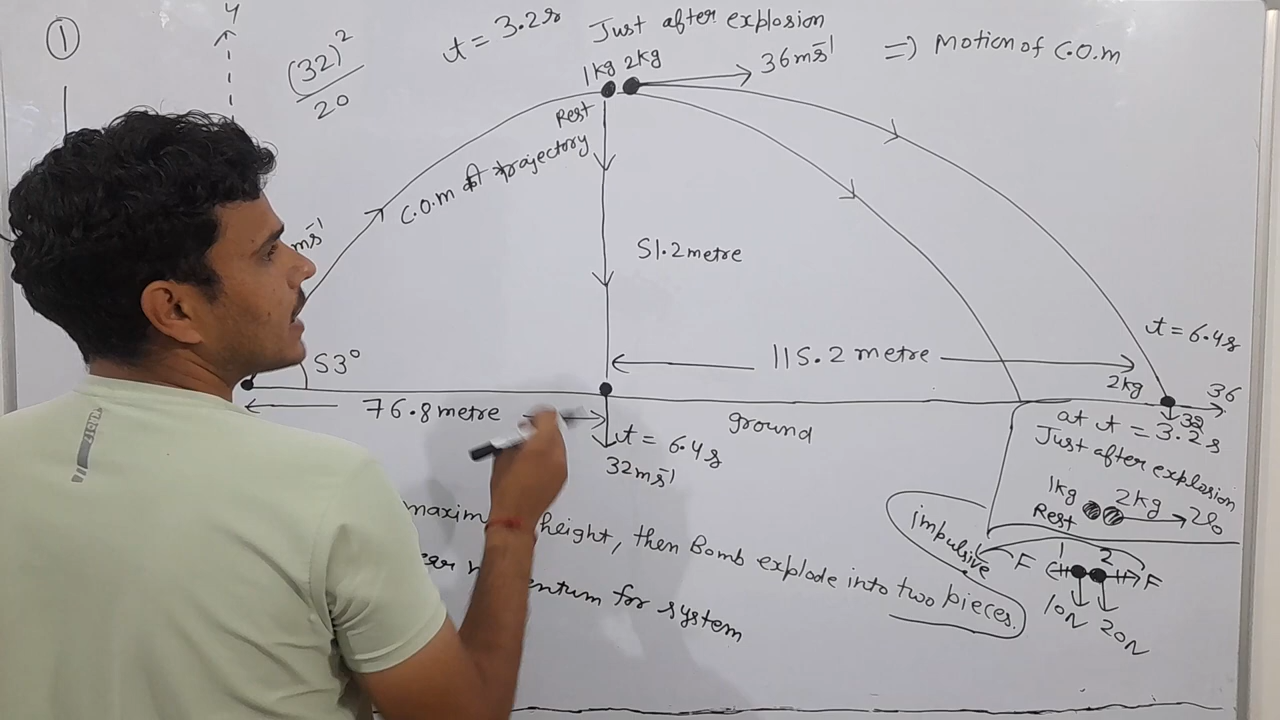 ①
y
(32)²
20
t = 3.2s
Just after explosion
1kg 2kg
36ms⁻¹
=) Motion of C.O.M
Rest
C.O.M of trajectory
ms⁻¹
51.2 metre
53°
115.2 metre
t = 6.4s
2kg
36
32
76.8 metre
ground
t = 6.4s
32ms⁻¹
at t = 3.2s
Just after explosion
1kg
2kg
Rest
impulsive
F
1
2
F
10N
20N
height, then Bomb explode into two pieces.
entum for system